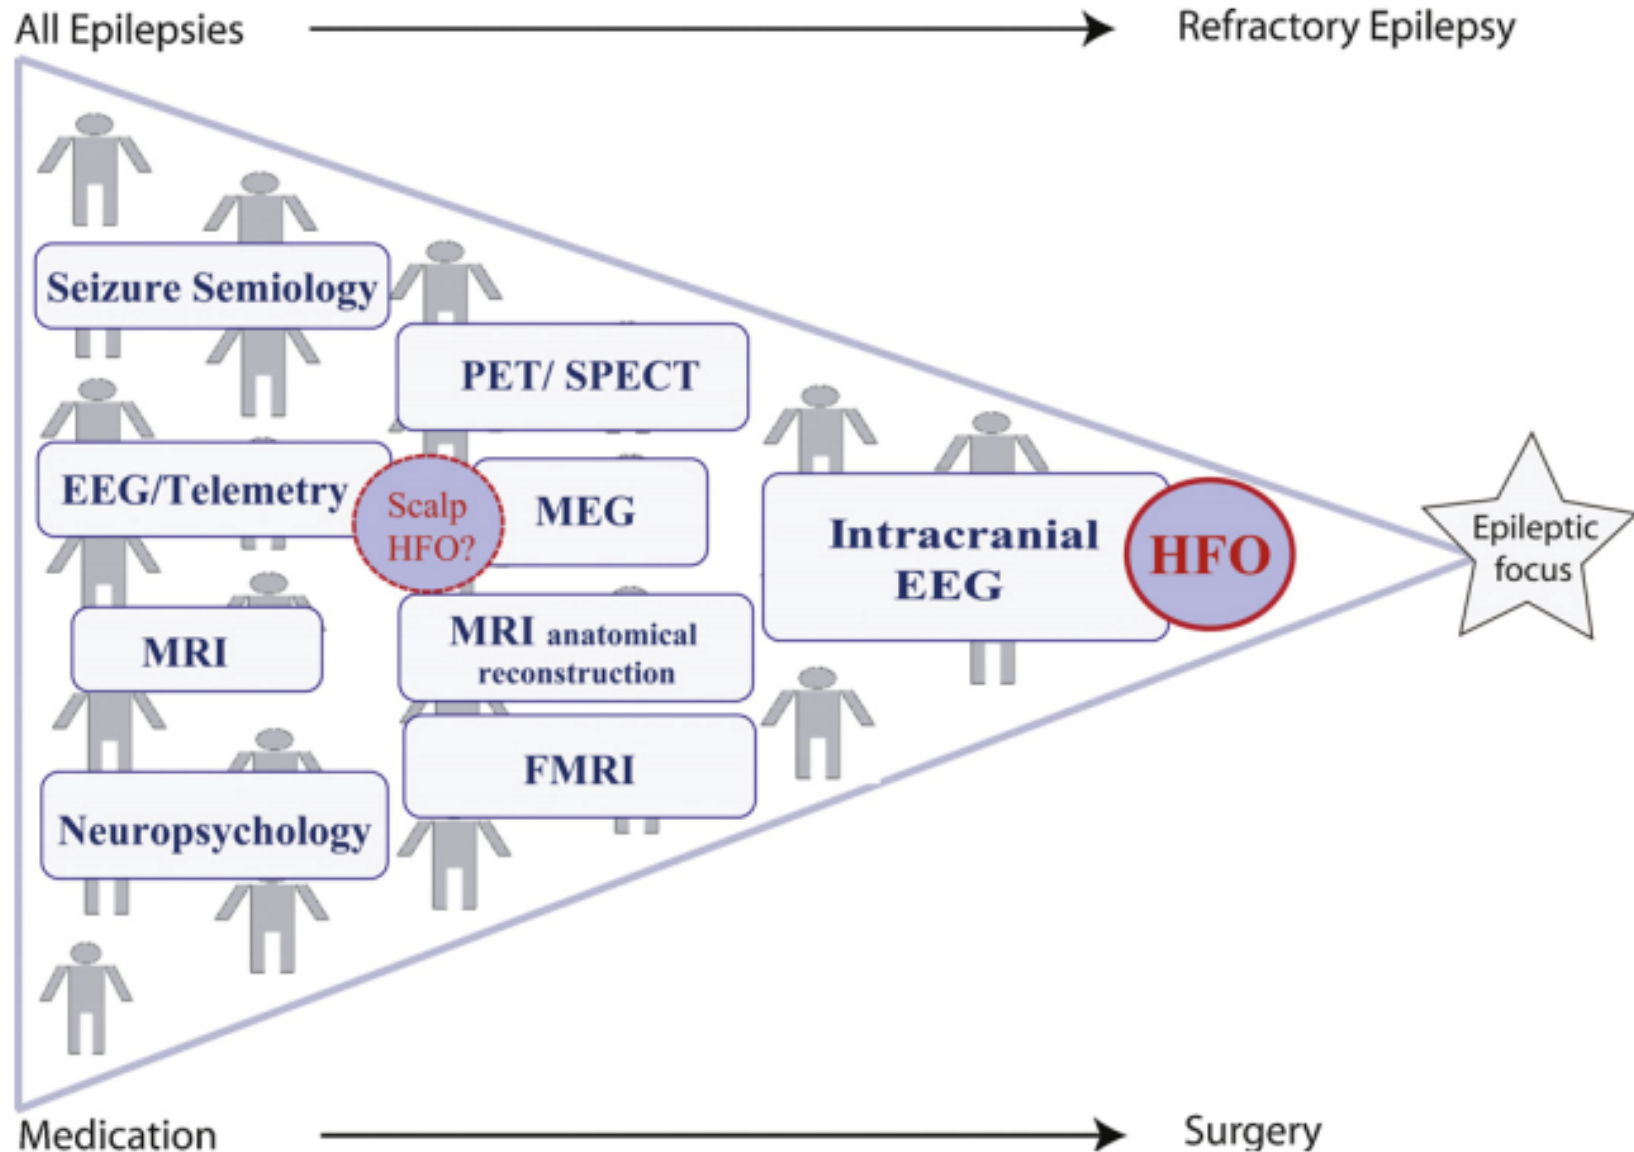 All Epilepsies
Refractory Epilepsy
Seizure Semiology
PET/ SPECT
EEG/Telemetry
Scalp
HFO?
MEG
Intracranial
EEG
HFO
Epileptic
focus
MRI
MRI anatomical
reconstruction
FMRI
Neuropsychology
Medication
Surgery